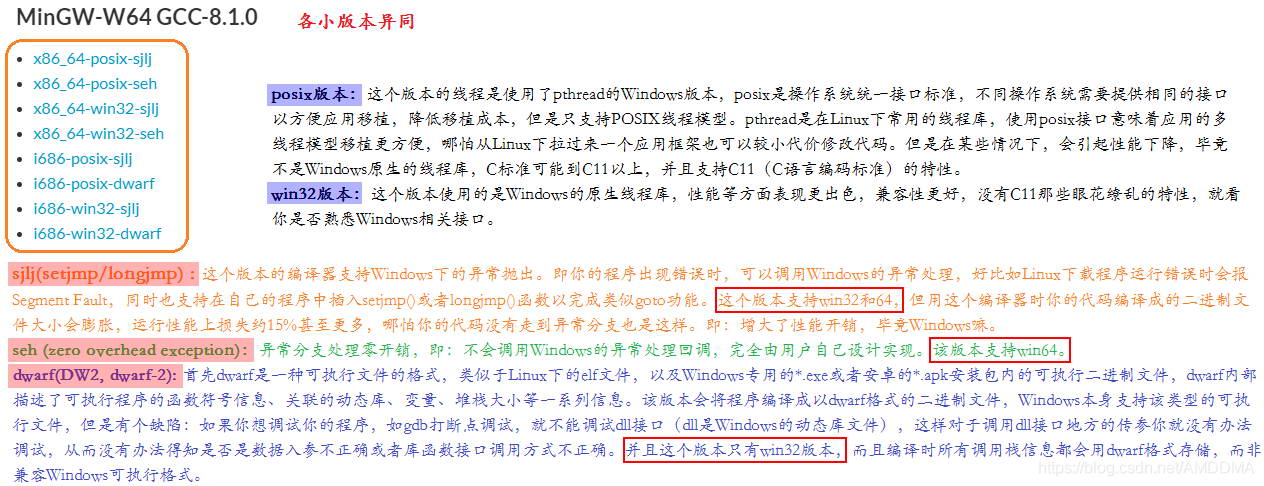 MinGW-W64 GCC-8.1.0
各小版本异同
x86_64-posix-sjlj
x86_64-posix-seh
x86_64-win32-sjlj
x86_64-win32-seh
i686-posix-sjlj
i686-posix-dwarf
i686-win32-sjlj
i686-win32-dwarf
posix版本：这个版本的线程是使用了pthread的Windows版本，posix是操作系统统一接口标准，不同操作系统需要提供相同的接口
以方便应用移植，降低移植成本，但是只支持POSIX线程模型。pthread是在Linux下常用的线程库，使用posix接口意味着应用的多
线程模型移植更方便，哪怕从Linux下拉过来一个应用框架也可以较小代价修改代码。但是在某些情况下，会引起性能下降，毕竟
不是Windows原生的线程库，C标准可能到C11以上，并且支持C11（C语言编码标准）的特性。
win32版本：这个版本使用的是Windows的原生线程库，性能等方面表现更出色，兼容性更好，没有C11那些眼花缭乱的特性，就看
你是否熟悉Windows相关接口。
sjlj(setjmp/longjmp)：这个版本的编译器支持Windows下的异常抛出。即你的程序出现错误时，可以调用Windows的异常处理，好比如Linux下载程序运行错误时会报
Segment Fault，同时也支持在自己的程序中插入setjmp()或者longjmp()函数以完成类似goto功能。这个版本支持win32和64，但用这个编译器时你的代码编译成的二进制文
件大小会膨胀，运行性能上损失约15%甚至更多，哪怕你的代码没有走到异常分支也是这样。即：增大了性能开销，毕竟Windows嘛。
seh (zero overhead exception)：异常分支处理零开销，即：不会调用Windows的异常处理回调，完全由用户自己设计实现。该版本支持win64。
dwarf(DW2, dwarf-2):首先dwarf是一种可执行文件的格式，类似于Linux下的elf文件，以及Windows专用的*.exe或者安卓的*.apk安装包内的可执行二进制文件，dwarf内部
描述了可执行程序的函数符号信息、关联的动态库、变量、堆栈大小等一系列信息。该版本会将程序编译成以dwarf格式的二进制文件，Windows本身支持该类型的可执
行文件，但是有个缺陷：如果你想调试你的程序，如gdb打断点调试，就不能调试dll接口（dll是Windows的动态库文件），这样对于调用dll接口地方的传参你就没有办法
调试，从而没有办法得知是否是数据入参不正确或者库函数接口调用方式不正确。并且这个版本只有win32版本，而且编译时所有调用栈信息都会用dwarf格式存储，而非
兼容Windows可执行格式。
https://blog.csdn.net/AMDDMA